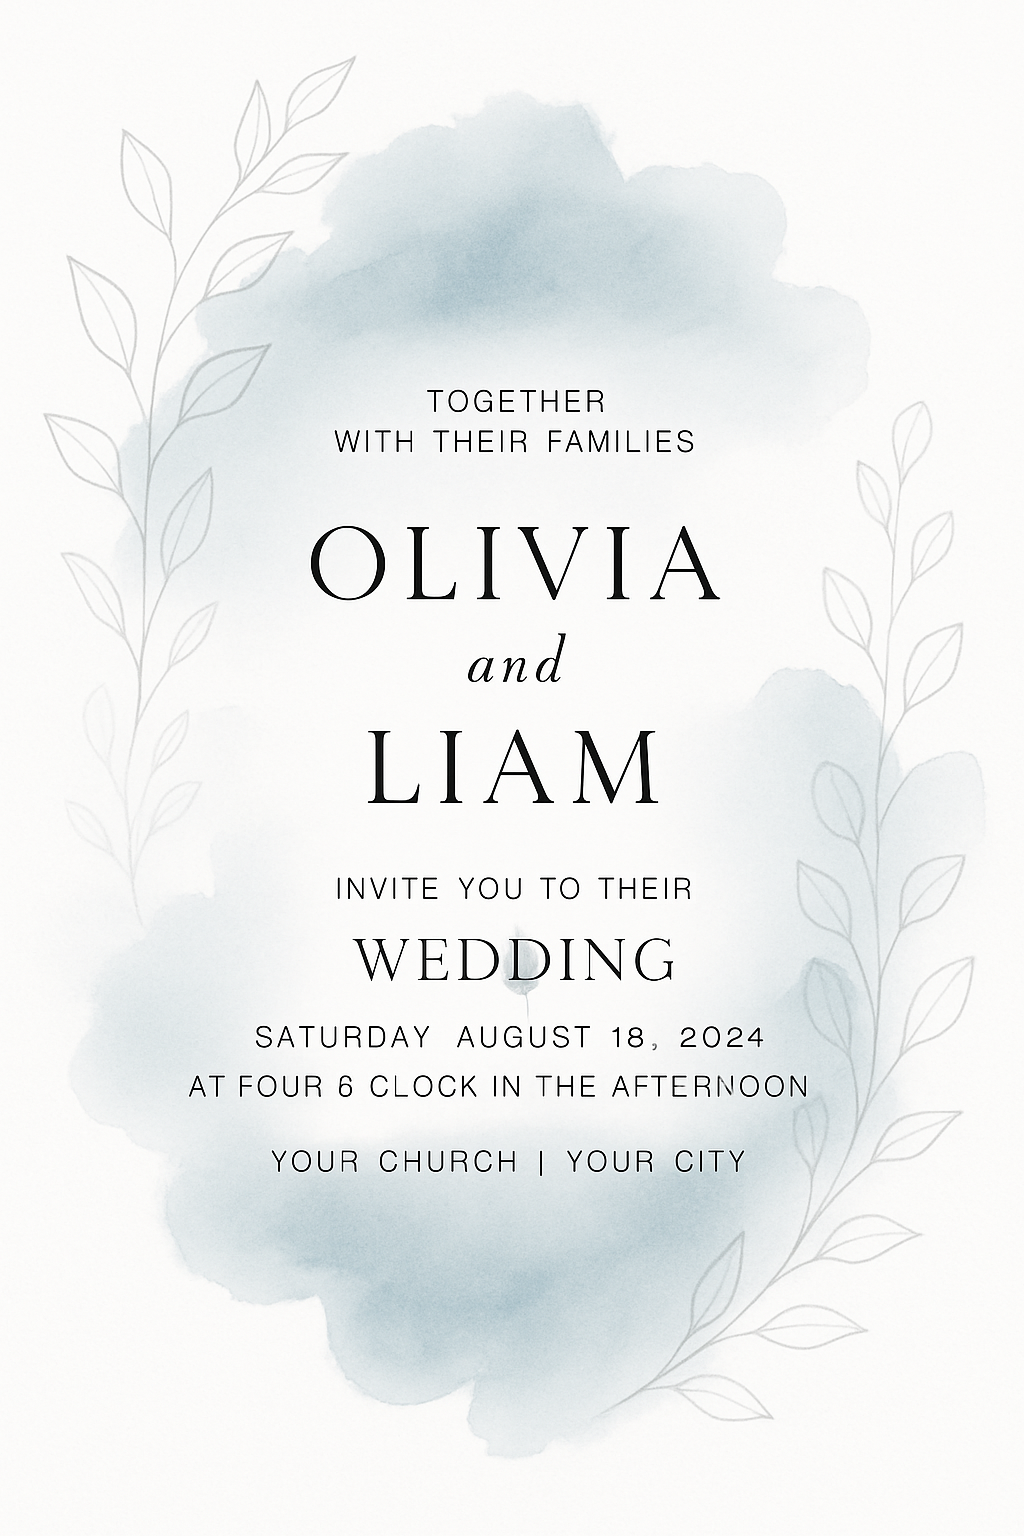 TOGETHER
WITH THEIR FAMILIES
OLIVIA
and
LIAM
INVITE YOU TO THEIR
WEDDING
SATURDAY AUGUST 18, 2024
AT FOUR 6 CLOCK IN THE AFTERNOON
YOUR CHURCH | YOUR CITY